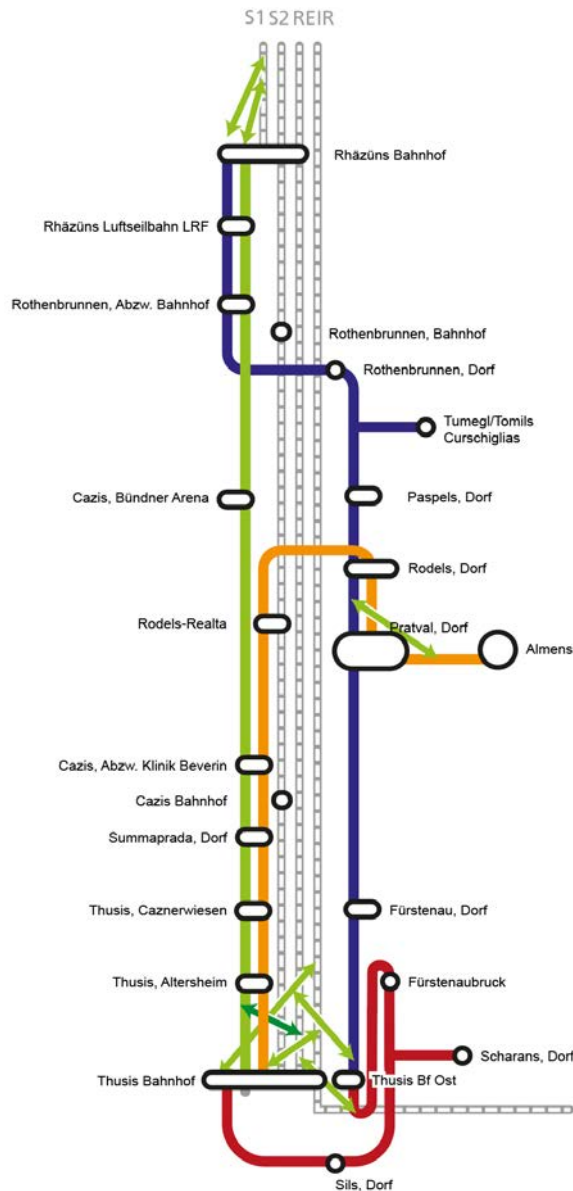 S1 S2 RE IR
Rhäzüns Bahnhof
Rhäzüns Luftseilbahn LRF
Rothenbrunnen, Abzw. Bahnhof
Rothenbrunnen, Bahnhof
Rothenbrunnen, Dorf
Tumegl/Tomils
Curschiglias
Cazis, Bündner Arena
Paspels, Dorf
Rodels, Dorf
Rodels-Realta
Pratval, Dorf
Almens
Cazis, Abzw. Klinik Beverin
Cazis Bahnhof
Summaprada, Dorf
Thusis, Caznerwiesen
Fürstenau, Dorf
Thusis, Altersheim
Fürstenaubruck
Scharans, Dorf
Thusis Bahnhof
Thusis Bf Ost
Sils, Dorf